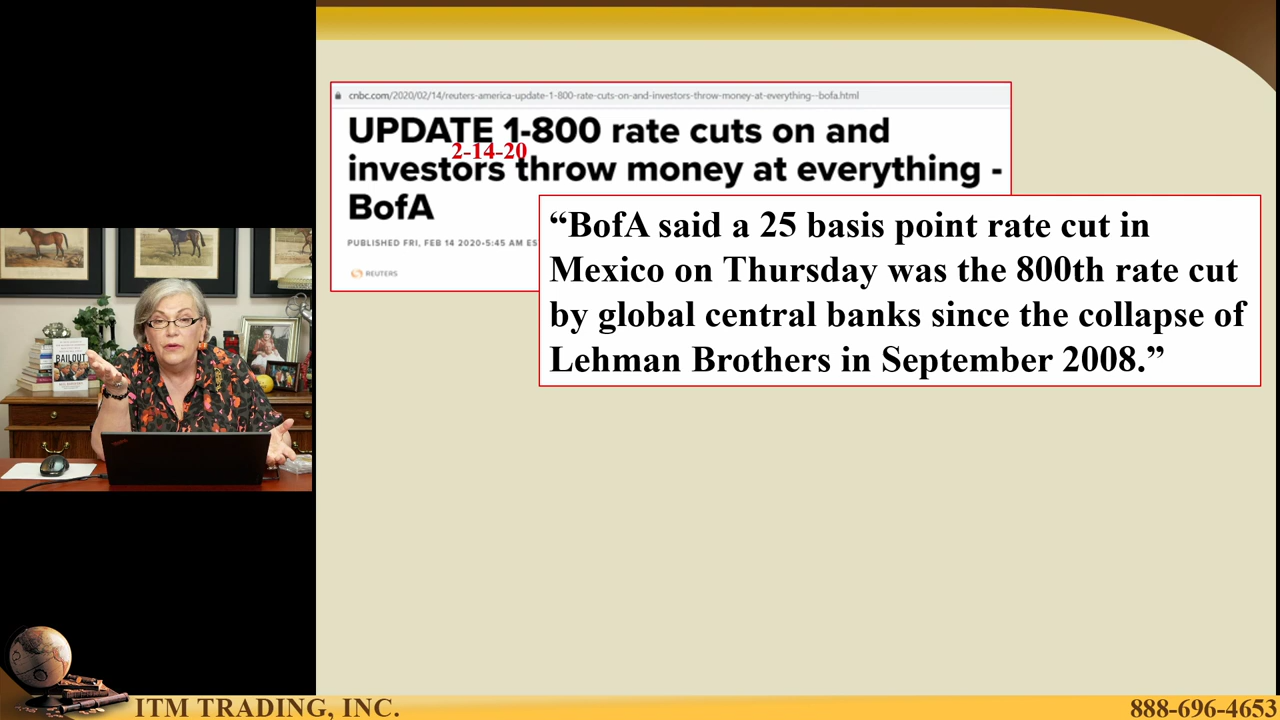 cnbc.com/2020/02/14/reuters-america-update-1-800-rate-cuts-on-and-investors-throw-money-at-everything--bofa.html
UPDATE 1-800 rate cuts on and
2-14-20
investors throw money at everything -
BofA
PUBLISHED FRI, FEB 14 2020•5:45 AM ES
REUTERS
“BofA said a 25 basis point rate cut in
Mexico on Thursday was the 800th rate cut
by global central banks since the collapse of
Lehman Brothers in September 2008.”
BAILOUT
ITM TRADING, INC.
888-696-4653